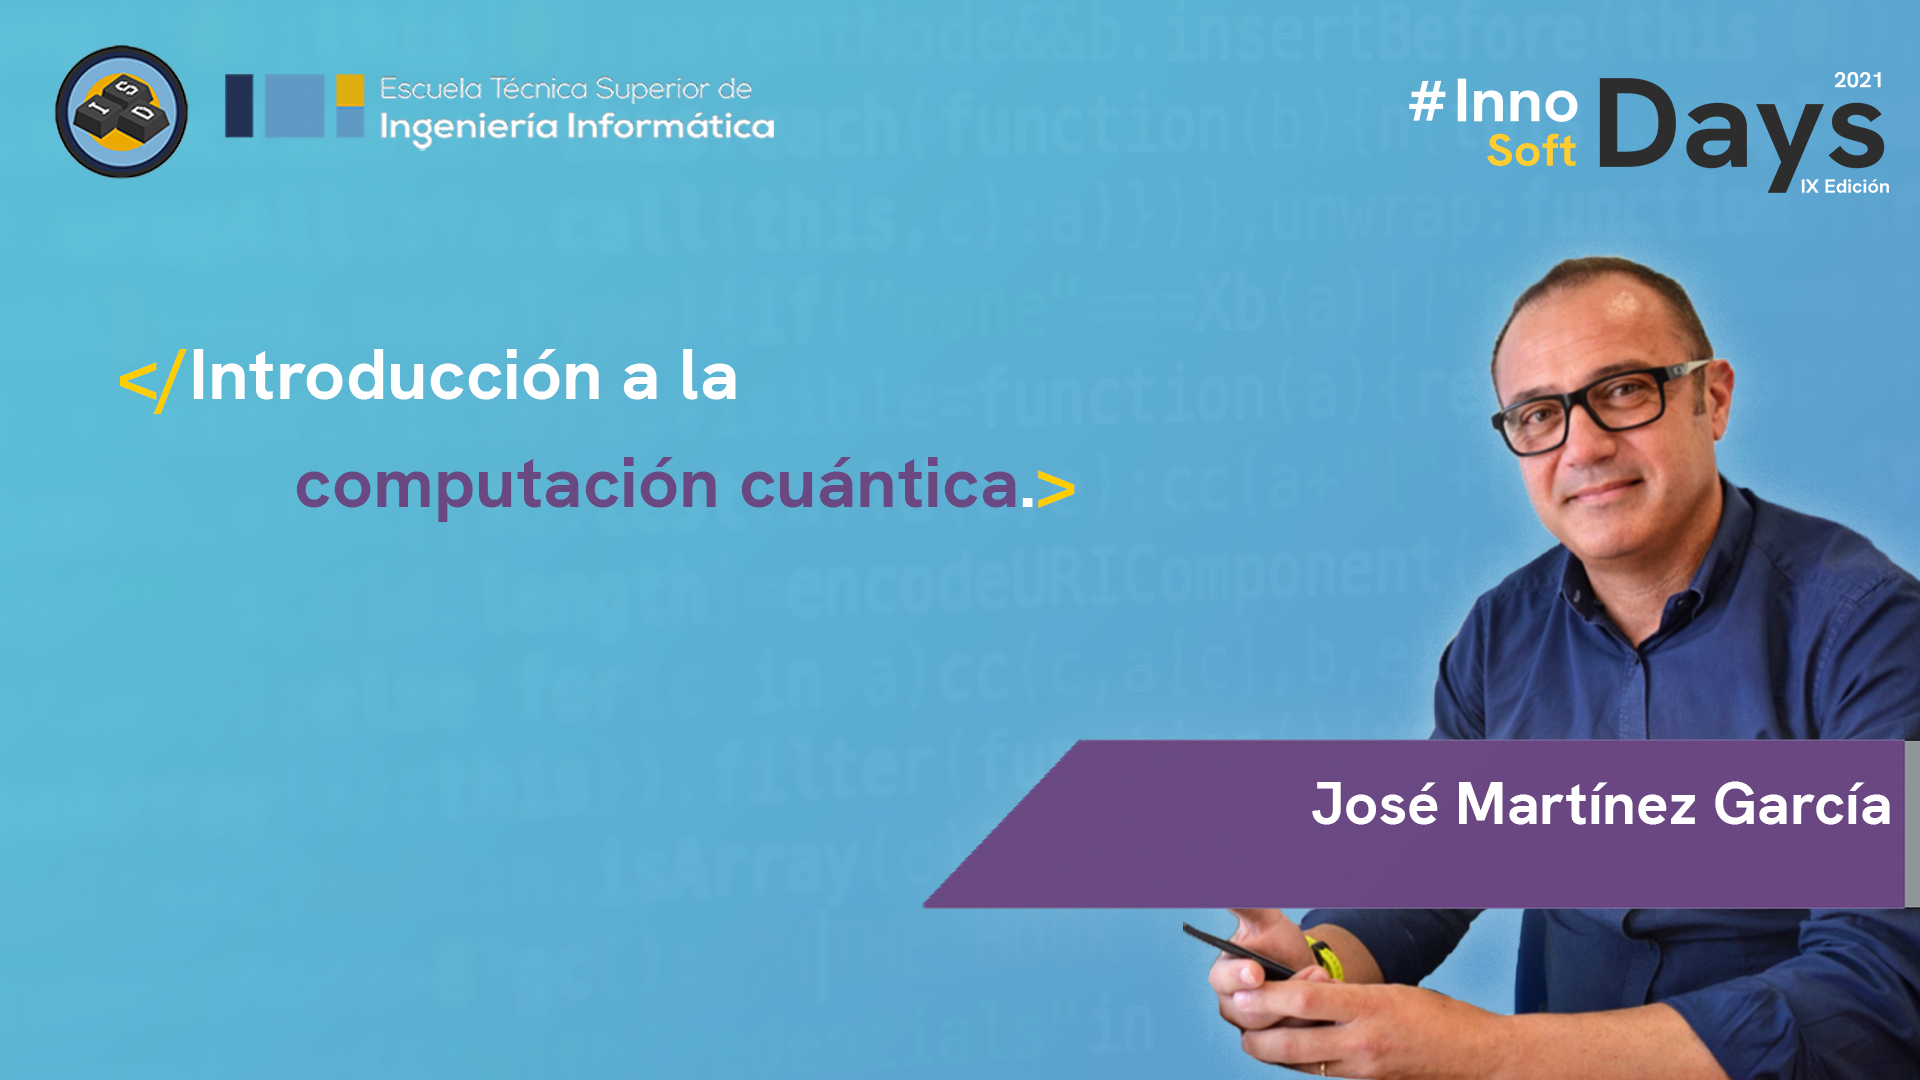 I S D
Escuela Técnica Superior de
Ingeniería Informática
2021
#Inno
Soft
Days
IX Edición
</Introducción a la
computación cuántica.>
José Martínez García